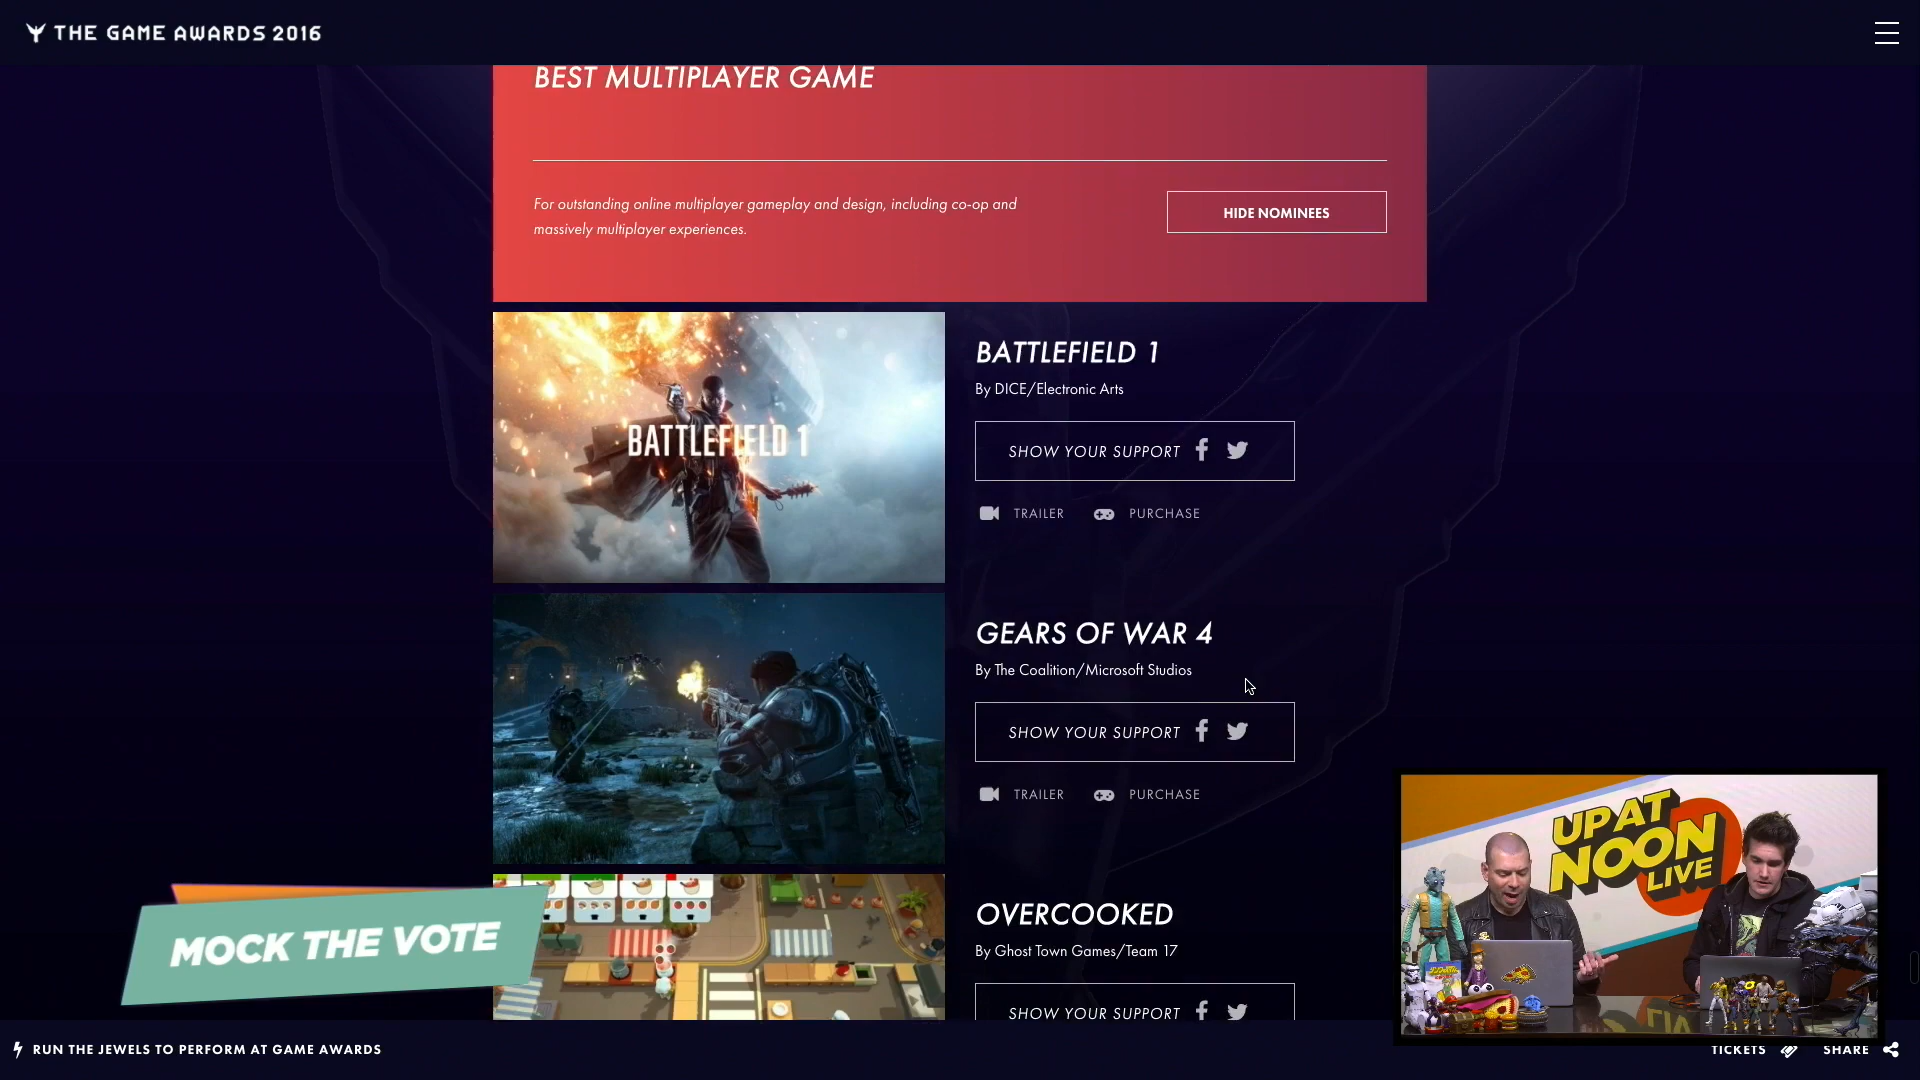 THE GAME AWARDS 2016
BEST MULTIPLAYER GAME
For outstanding online multiplayer gameplay and design, including co-op and
massively multiplayer experiences.
HIDE NOMINEES
BATTLEFIELD 1
BATTLEFIELD 1
By DICE/Electronic Arts
SHOW YOUR SUPPORT
TRAILER
PURCHASE
GEARS OF WAR 4
By The Coalition/Microsoft Studios
SHOW YOUR SUPPORT
TRAILER
PURCHASE
OVERCOOKED
By Ghost Town Games/Team 17
SHOW YOUR SUPPORT
MOCK THE VOTE
UP AT
NOON
LIVE
RUN THE JEWELS TO PERFORM AT GAME AWARDS
TICKETS
SHARE